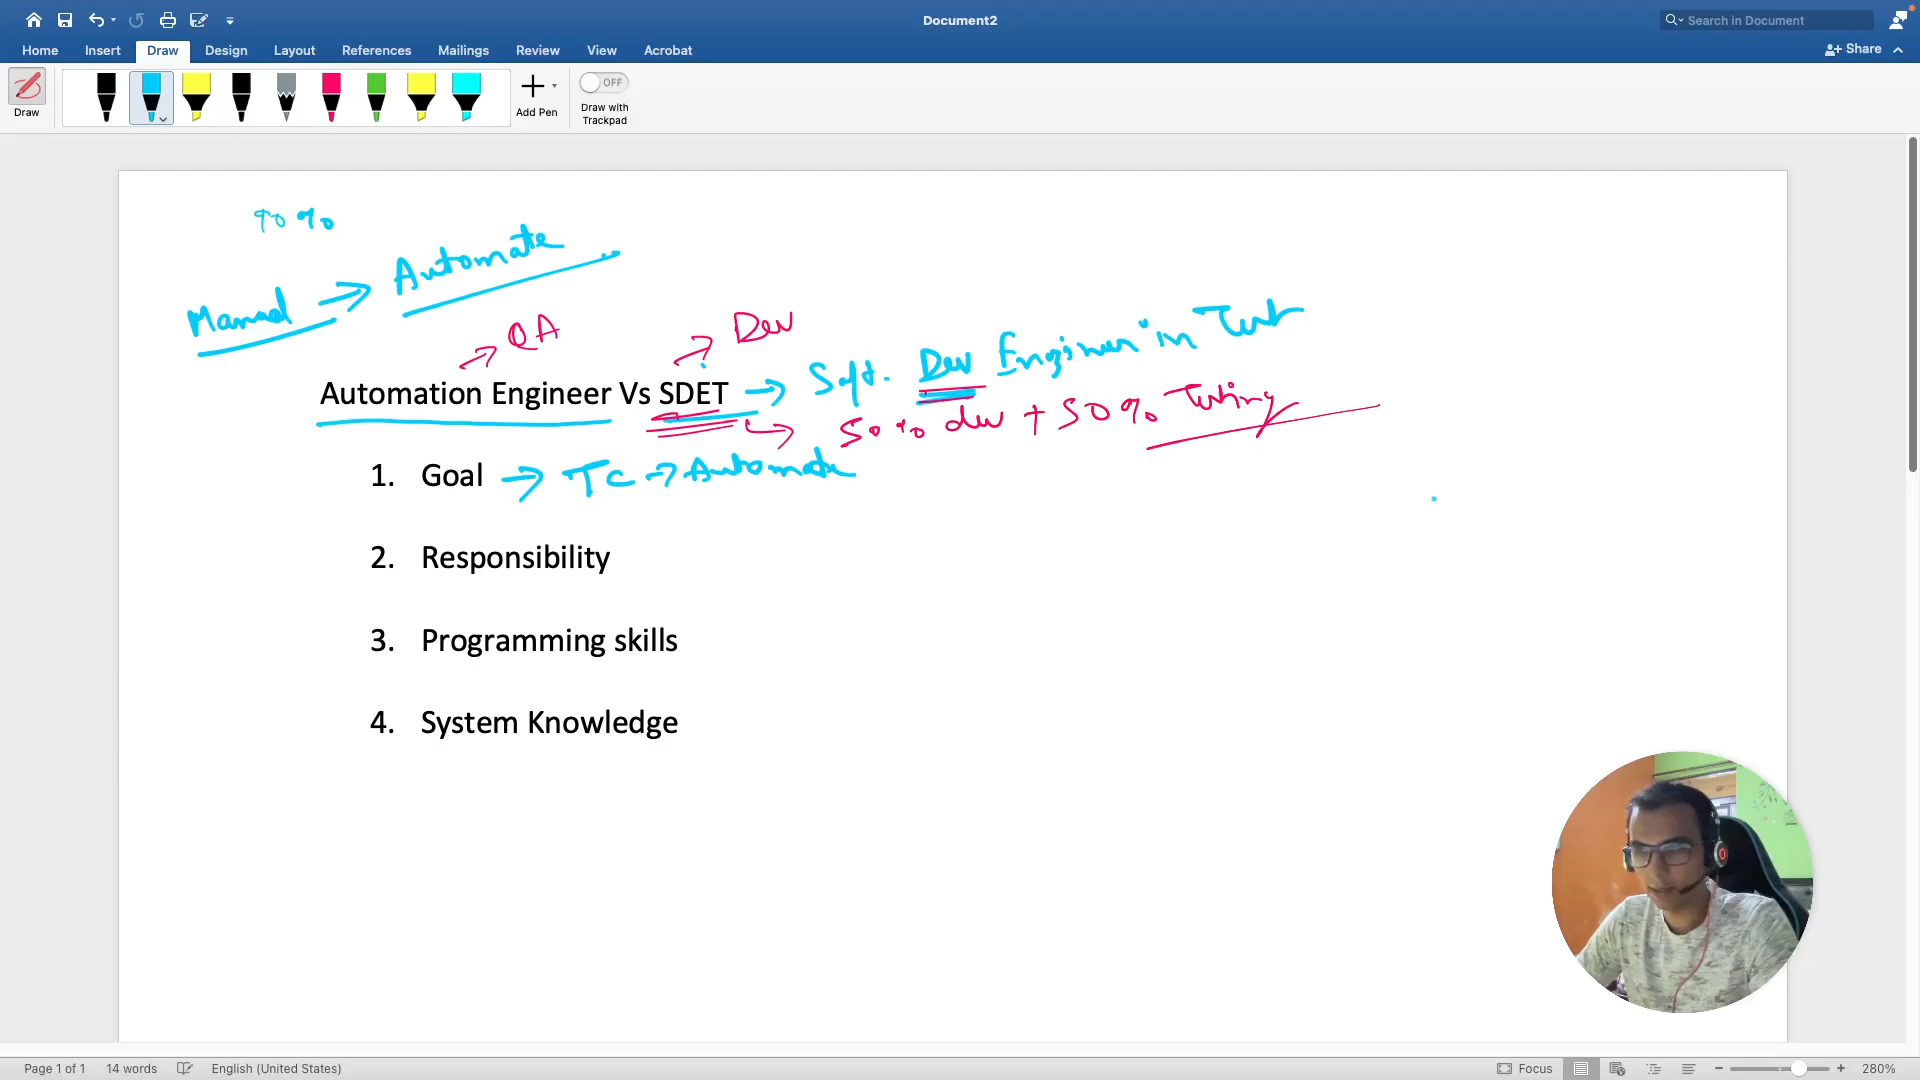 Document2
Search in Document
Home Insert Draw Design Layout References Mailings Review View Acrobat
Share
Draw
Add Pen
OFF
Draw with
Trackpad
90%
Manual → Automate
→ QA
→ Dev
Automation Engineer Vs SDET → Soft. Dev Engineer in Test
50% dev + 50% Testing
1. Goal → TC → Automate
2. Responsibility
3. Programming skills
4. System Knowledge
Page 1 of 1 14 words English (United States) Focus 280%